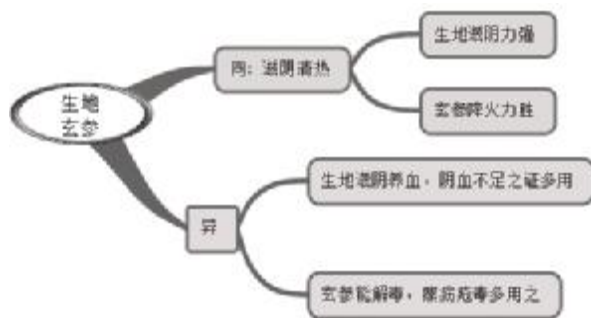 生地
玄参
同：滋阴清热
生地滋阴力强
玄参降火力胜
异
生地滋阴养血，阴血不足之证多用
玄参能解毒，瘰疬疮毒多用之